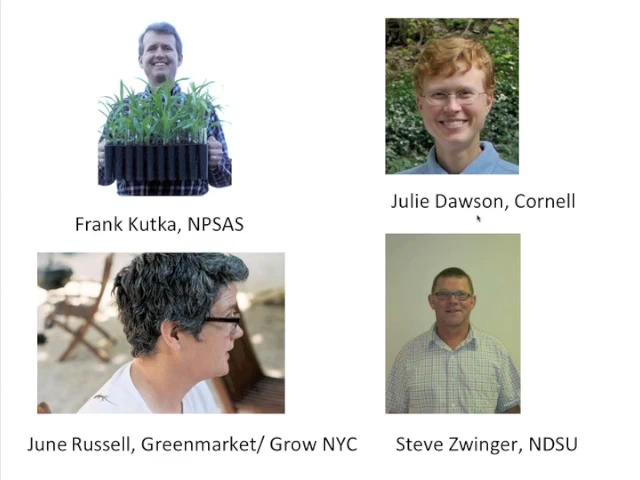 Frank Kutka, NPSAS
Julie Dawson, Cornell
June Russell, Greenmarket/ Grow NYC
Steve Zwinger, NDSU